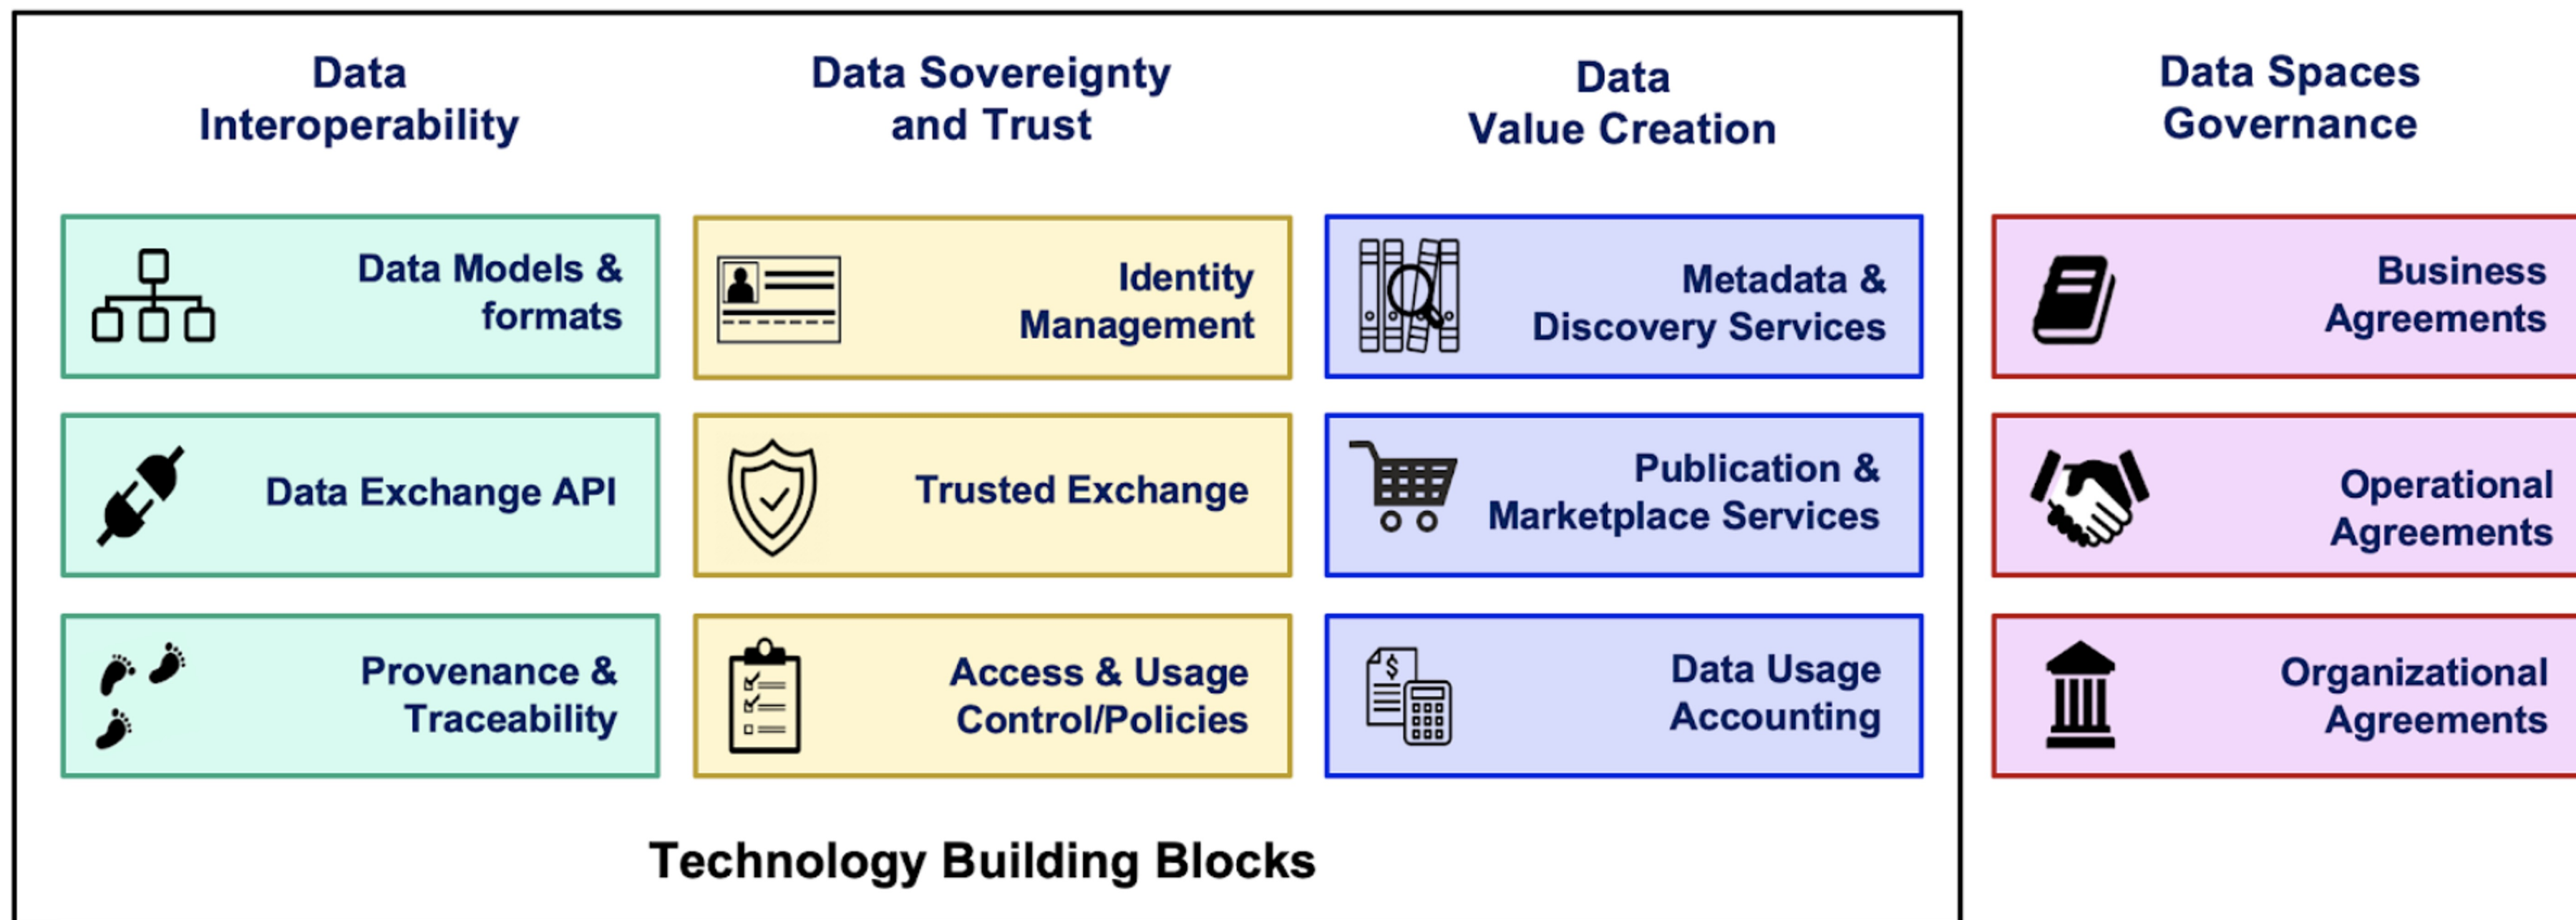 Data
Interoperability
Data Models &
formats
Data Exchange API
Provenance &
Traceability
Data Sovereignty
and Trust
Identity
Management
Trusted Exchange
Access & Usage
Control/Policies
Data
Value Creation
Metadata &
Discovery Services
Publication &
Marketplace Services
$
Data Usage
Accounting
Technology Building Blocks
Data Spaces
Governance
Business
Agreements
Operational
Agreements
Organizational
Agreements